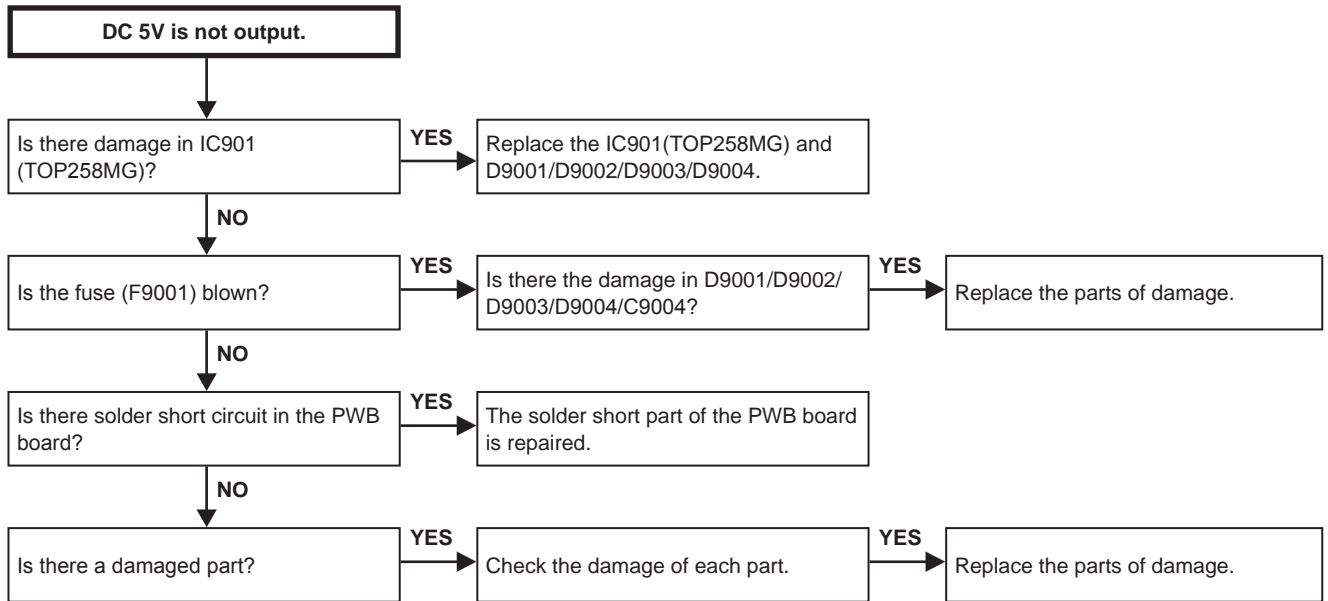 DC 5V is not output.
Is there damage in IC901
(TOP258MG)?
YES
Replace the IC901(TOP258MG) and
D9001/D9002/D9003/D9004.
NO
Is the fuse (F9001) blown?
YES
Is there the damage in D9001/D9002/
D9003/D9004/C9004?
YES
Replace the parts of damage.
NO
Is there solder short circuit in the PWB
board?
YES
The solder short part of the PWB board
is repaired.
NO
Is there a damaged part?
YES
Check the damage of each part.
YES
Replace the parts of damage.